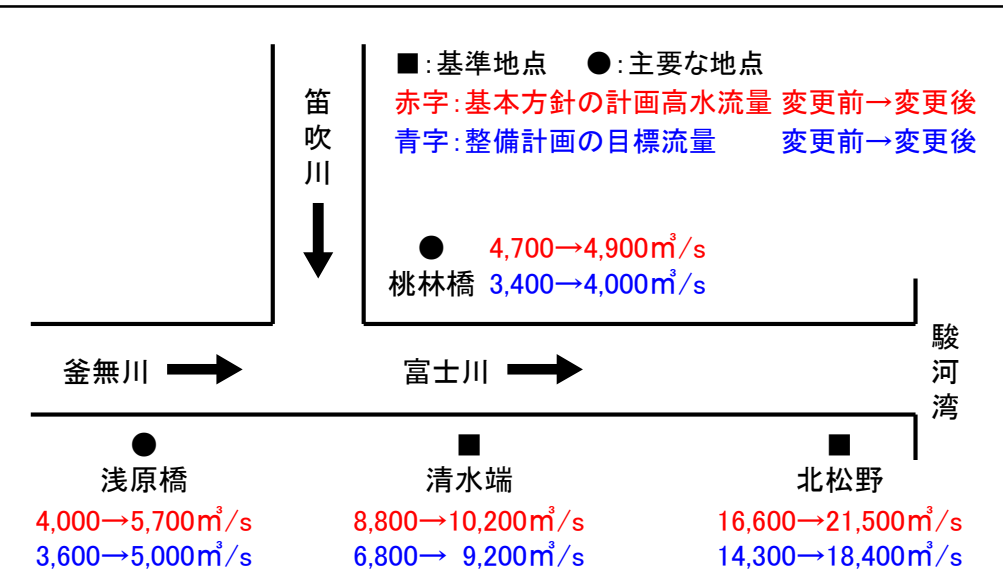 ■:基準地点 ●:主要な地点
赤字:基本方針の計画高水流量 変更前→変更後
青字:整備計画の目標流量 変更前→変更後
笛吹川
桃林橋
4,700→4,900㎥/s
3,400→4,000㎥/s
釜無川
富士川
駿河湾
浅原橋
4,000→5,700㎥/s
3,600→5,000㎥/s
清水端
8,800→10,200㎥/s
6,800→ 9,200㎥/s
北松野
16,600→21,500㎥/s
14,300→18,400㎥/s